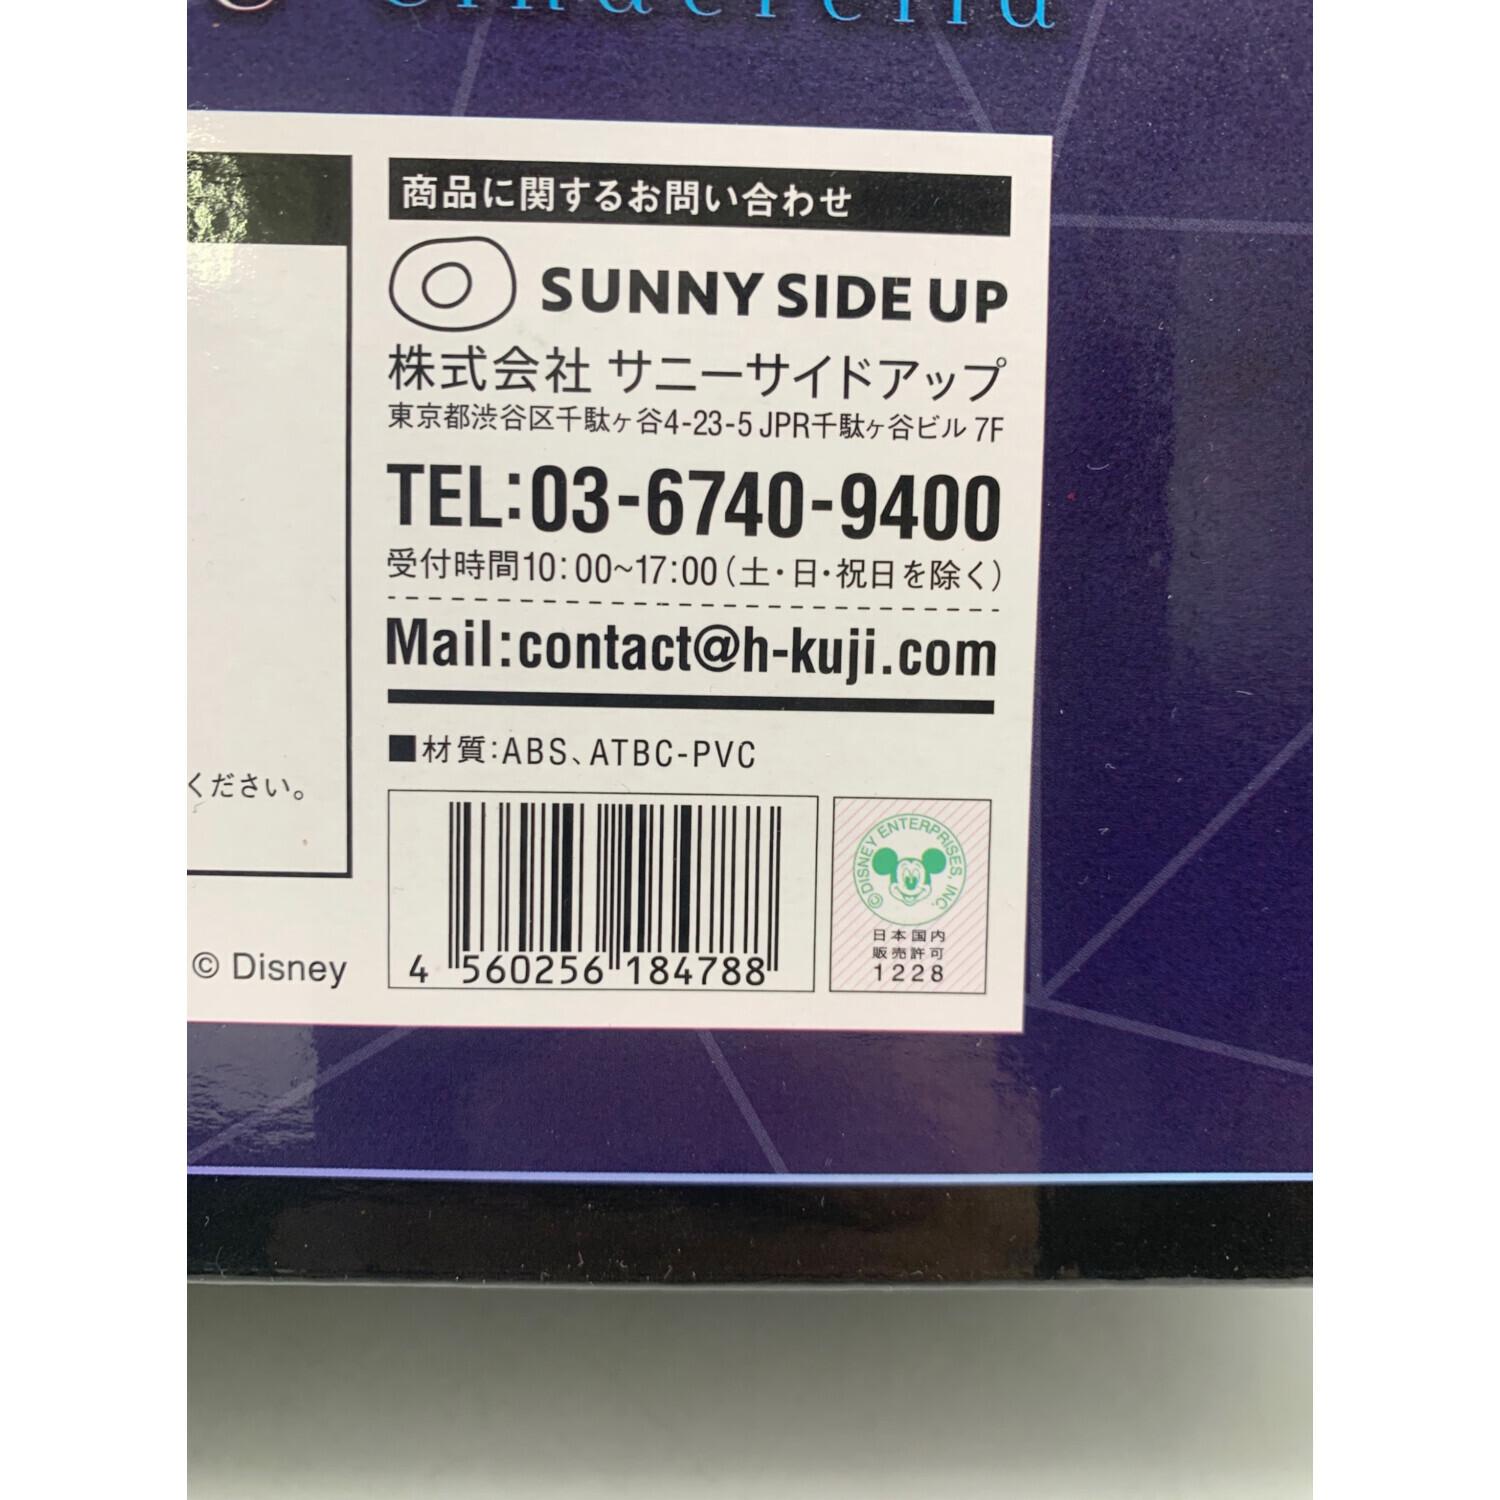 Cinderella
商品に関するお問い合わせ
SUNNY SIDE UP
株式会社 サニーサイドアップ
東京都渋谷区千駄ヶ谷4-23-5 JPR千駄ヶ谷ビル 7F
TEL:03-6740-9400
受付時間10:00~17:00(土・日・祝日を除く)
Mail:contact@h-kuji.com
■材質:ABS、ATBC-PVC
ください。
© Disney
4 560256 184788
© DISNEY ENTERPRISES, INC.
日本国内
販売許可
1228